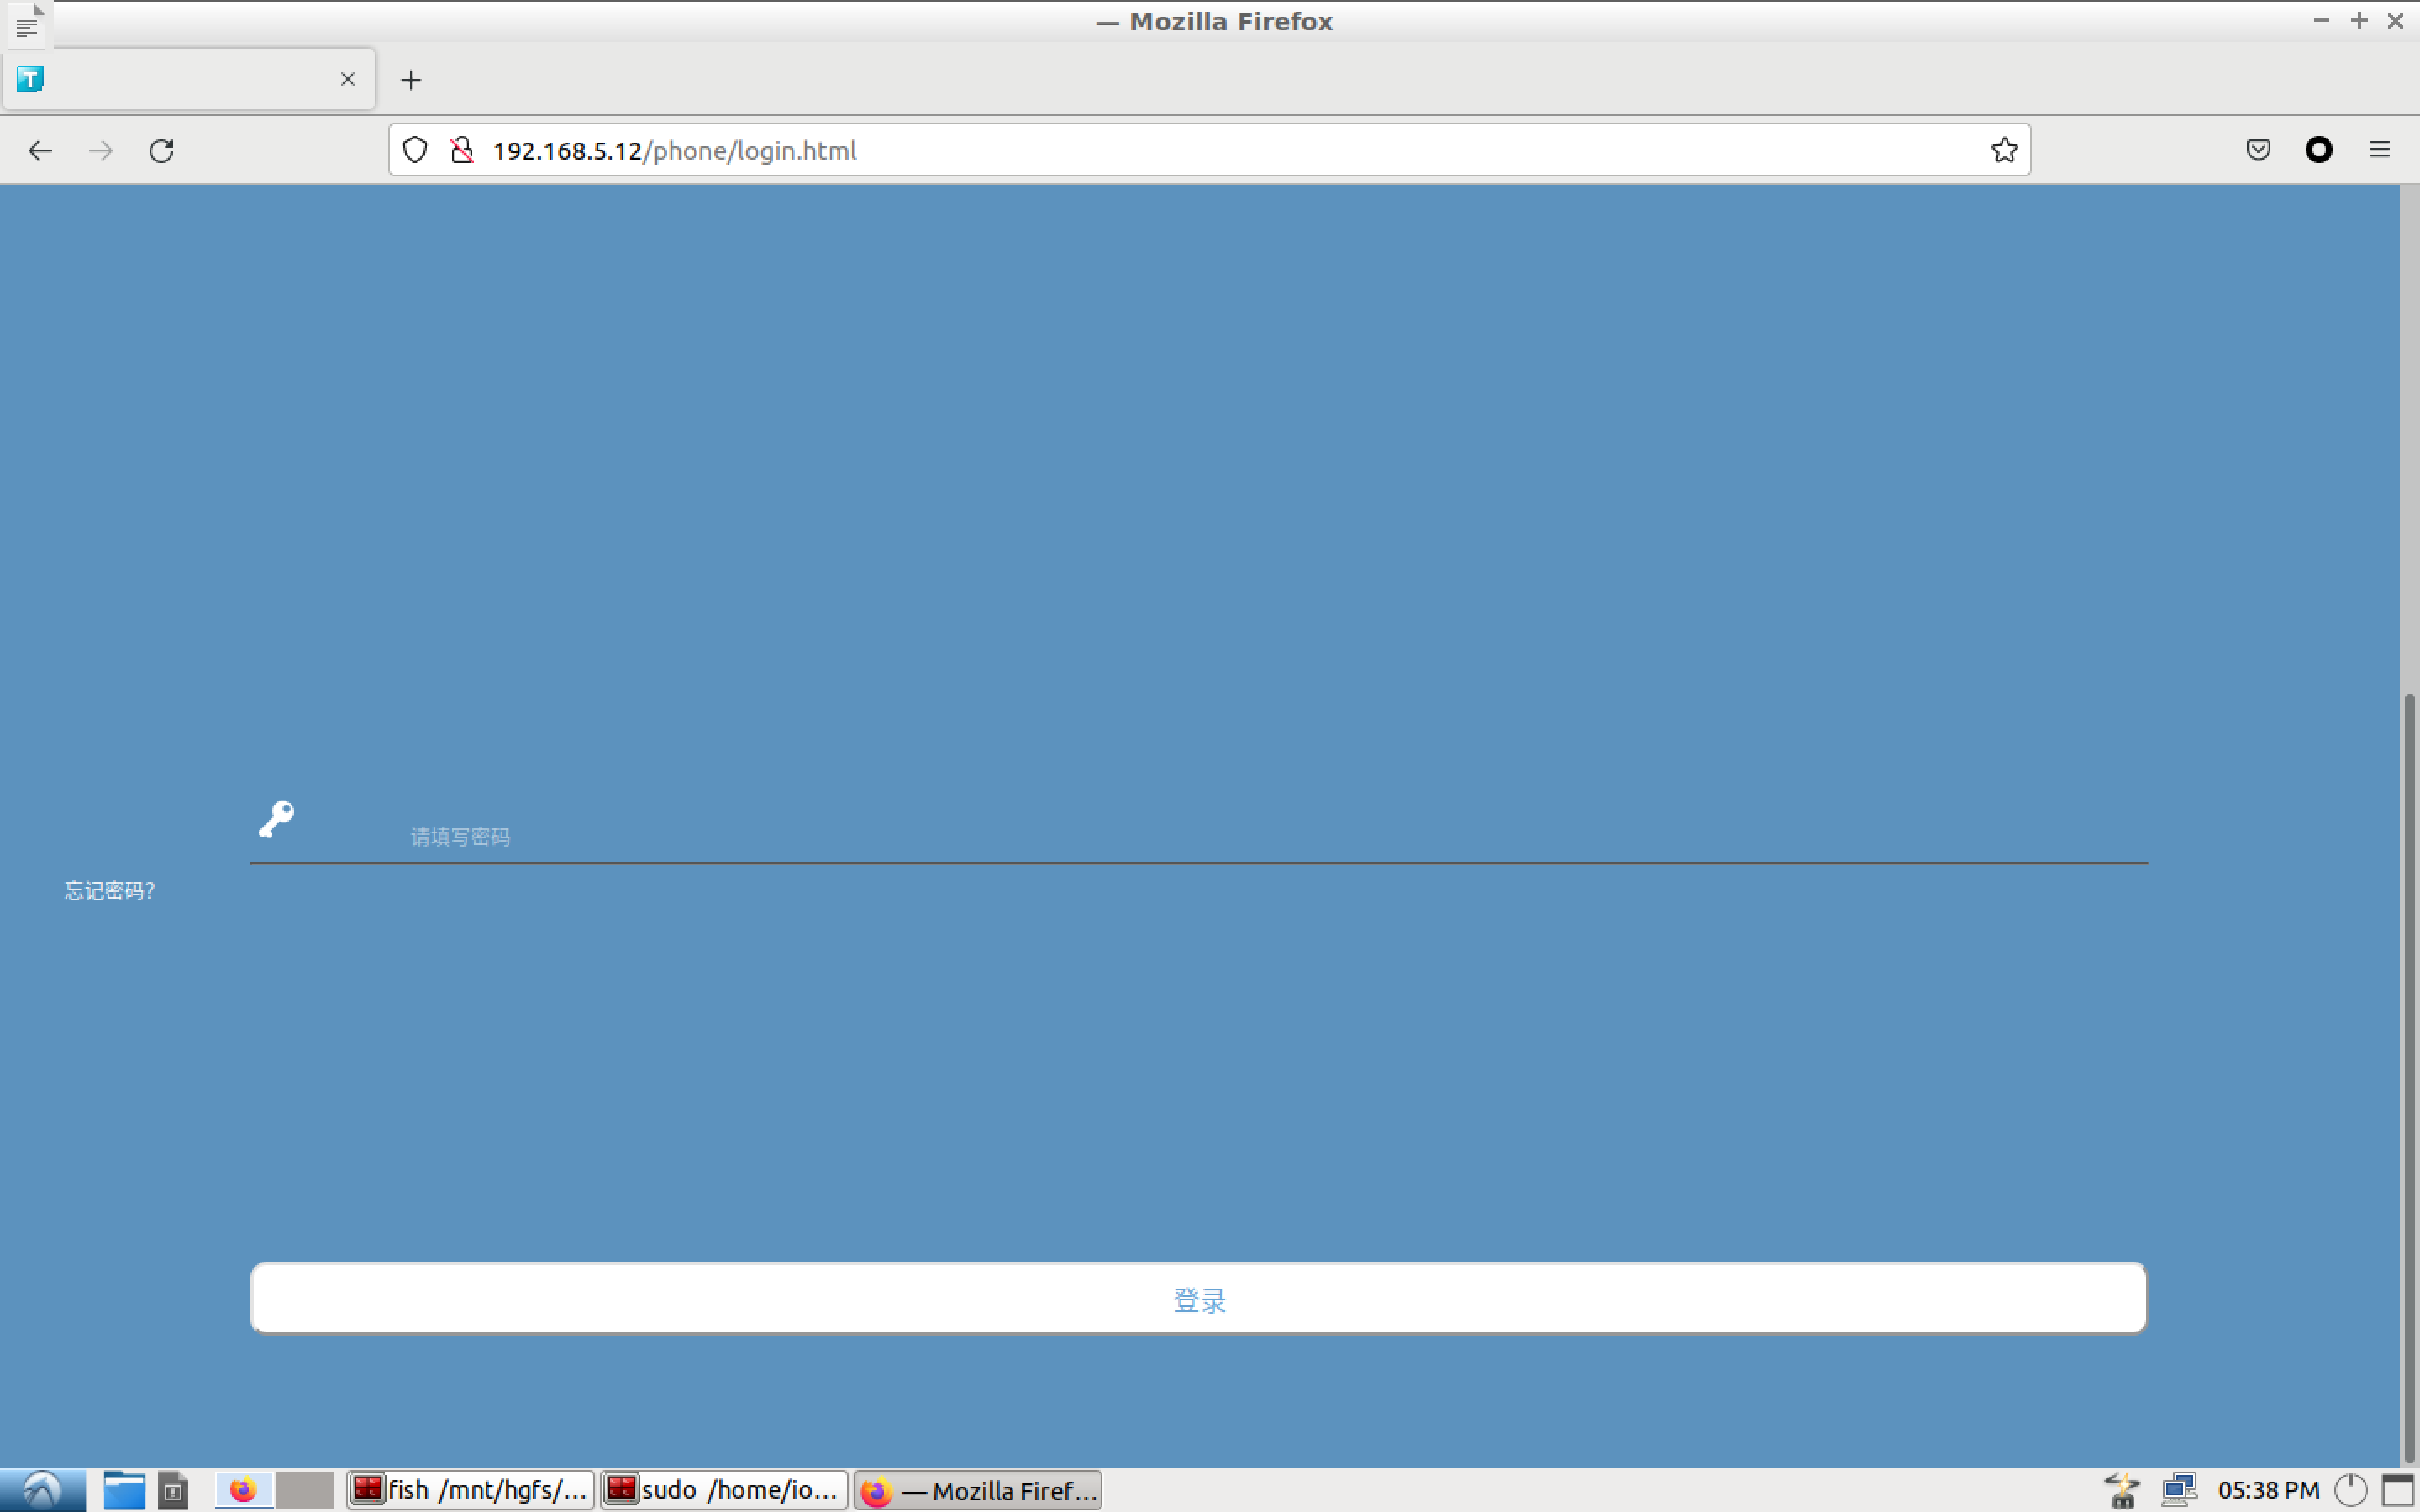 — Mozilla Firefox
T
192.168.5.12/phone/login.html
请填写密码
忘记密码?
登录
fish /mnt/hgfs/...
sudo /home/io...
— Mozilla Firef...
05:38 PM